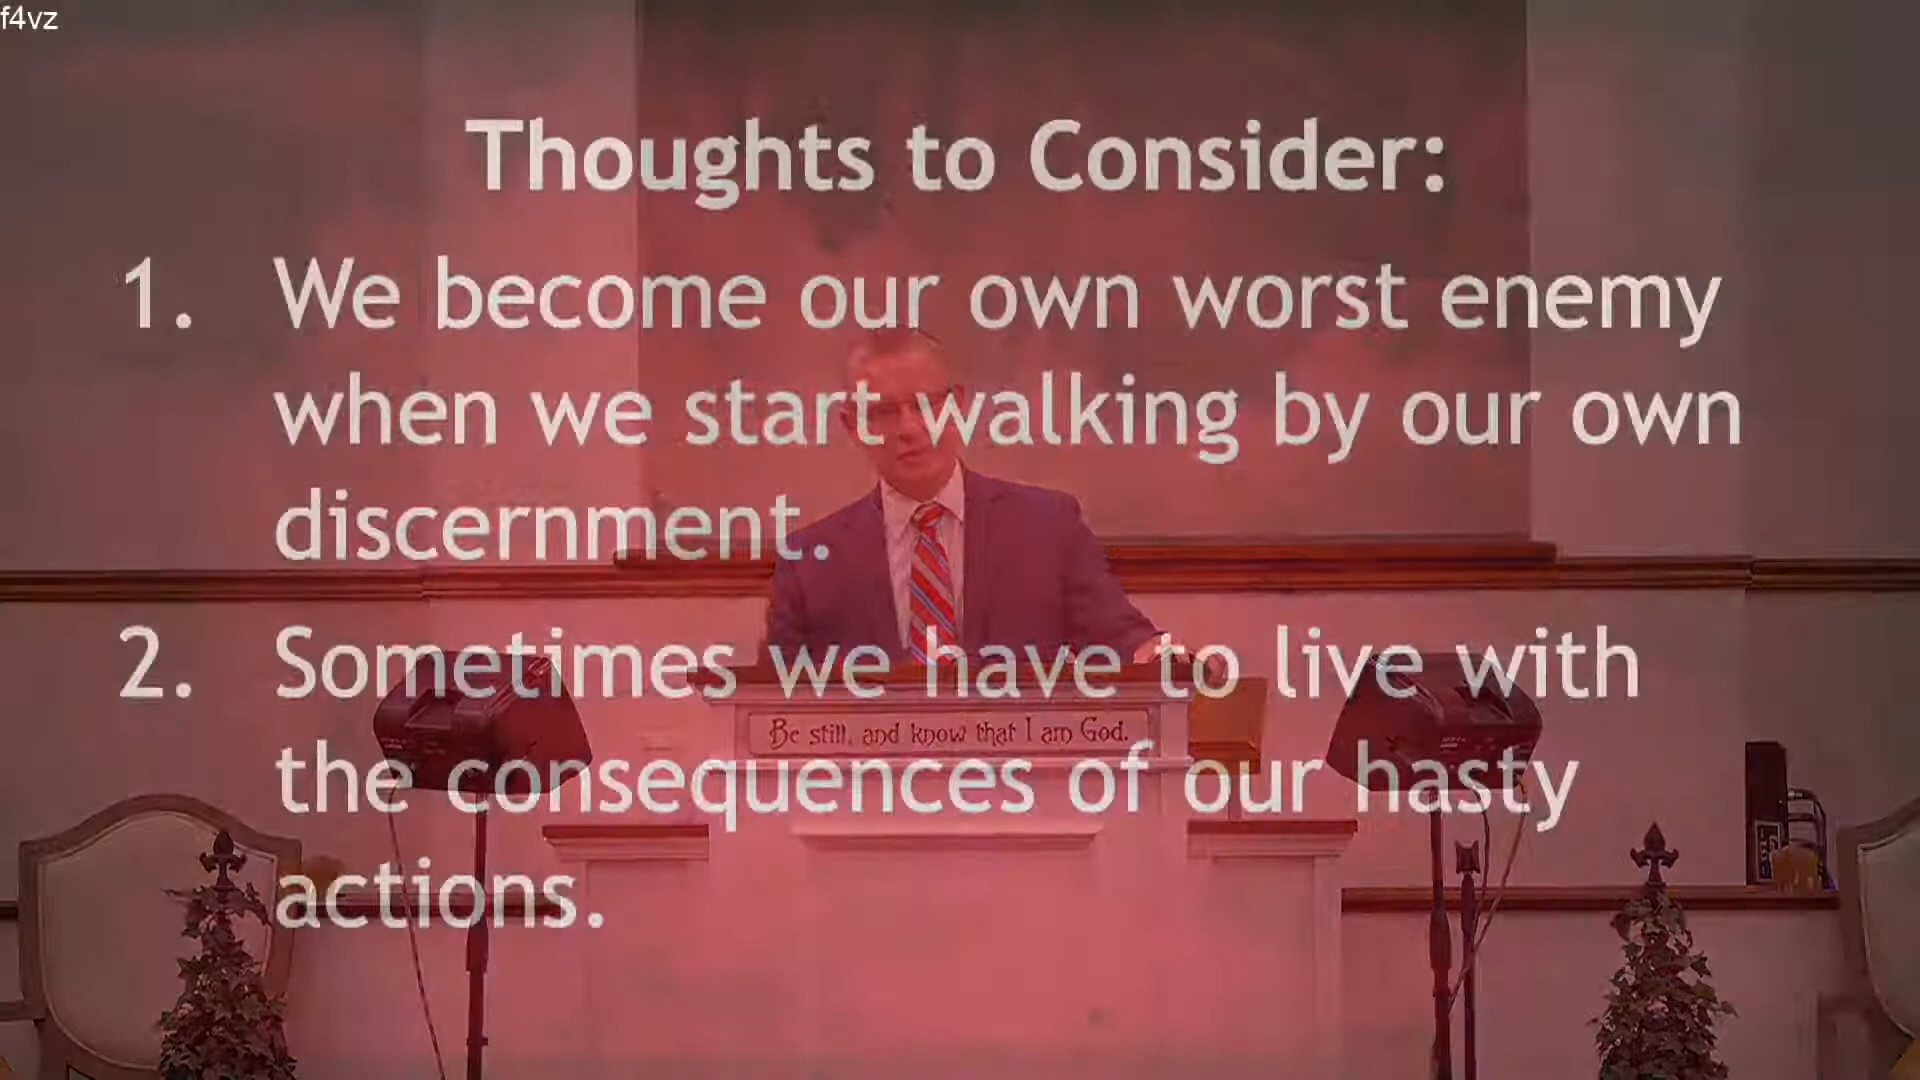 f4vz
Thoughts to Consider:
1. We become our own worst enemy
when we start walking by our own
discernment.
2. Sometimes we have to live with
Be still, and know that I am God.
the consequences of our hasty
actions.